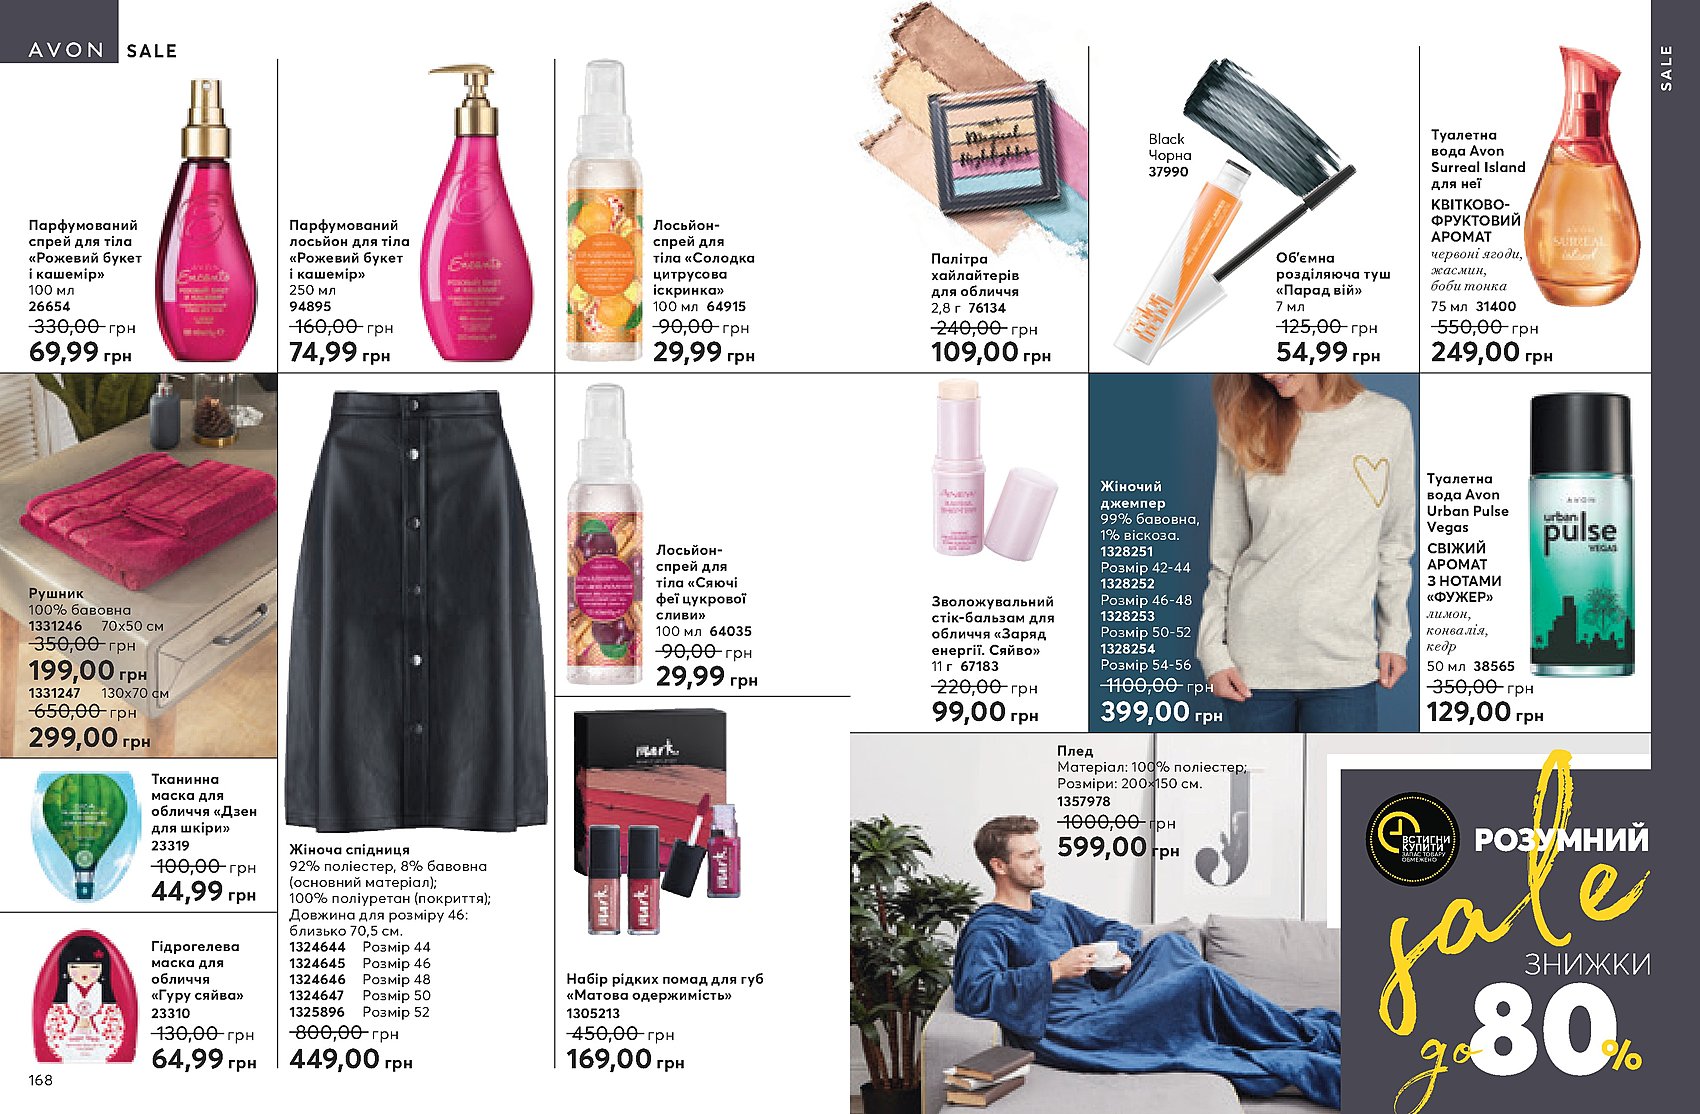 AVON SALE
SALE
Парфумований
спрей для тіла
«Рожевий букет
і кашемір»
100 мл
26654
330,00 грн
69,99 грн
Парфумований
лосьйон для тіла
«Рожевий букет
і кашемір»
250 мл
94895
160,00 грн
74,99 грн
Лосьйон-
спрей для
тіла «Солодка
цитрусова
іскринка»
100 мл 64915
90,00 грн
29,99 грн
mark.
Magical
Highlights
Палітра
хайлайтерів
для обличчя
2,8 г 76134
240,00 грн
109,00 грн
Black
Чорна
37990
Об'ємна
розділяюча туш
«Парад вій»
7 мл
125,00 грн
54,99 грн
Туалетна
вода Avon
Surreal Island
для неї
КВІТКОВО-
ФРУКТОВИЙ
АРОМАТ
червоні ягоди,
жасмин,
боби тонка
75 мл 31400
550,00 грн
249,00 грн
AVON
SURREAL
island
AVON
Encanto
Encanto
Рушник
100% бавовна
1331246 70x50 см
350,00 грн
199,00 грн
1331247 130x70 см
650,00 грн
299,00 грн
Тканинна
маска для
обличчя «Дзен
для шкіри»
23319
100,00 грн
44,99 грн
Гідрогелева
маска для
обличчя
«Гуру сяйва»
23310
130,00 грн
64,99 грн
Жіноча спідниця
92% поліестер, 8% бавовна
(основний матеріал);
100% поліуретан (покриття);
Довжина для розміру 46:
близько 70,5 см.
1324644 Розмір 44
1324645 Розмір 46
1324646 Розмір 48
1324647 Розмір 50
1325896 Розмір 52
800,00 грн
449,00 грн
Лосьйон-
спрей для
тіла «Сяючі
феї цукрової
сливи»
100 мл 64035
90,00 грн
29,99 грн
mark.
mark.
mark.
Набір рідких помад для губ
«Матова одержимість»
1305213
450,00 грн
169,00 грн
Зволожувальний
стік-бальзам для
обличчя «Заряд
енергії. Сяйво»
11 г 67183
220,00 грн
99,00 грн
Жіночий
джемпер
99% бавовна,
1% віскоза.
1328251
Розмір 42-44
1328252
Розмір 46-48
1328253
Розмір 50-52
1328254
Розмір 54-56
1100,00 грн
399,00 грн
Туалетна
вода Avon
Urban Pulse
Vegas
СВІЖИЙ
АРОМАТ
З НОТАМИ
«ФУЖЕР»
лимон,
конвалія,
кедр
50 мл 38565
350,00 грн
129,00 грн
AVON
urban
pulse
VEGAS
Плед
Матеріал: 100% поліестер;
Розміри: 200×150 см.
1357978
1000,00 грн
599,00 грн
ВСТИГНИ
КУПИТИ
ЗАПАС ТОВАРУ
ОБМЕЖЕНО
РОЗУМНИЙ
sale
ЗНИЖКИ
до 80%
168